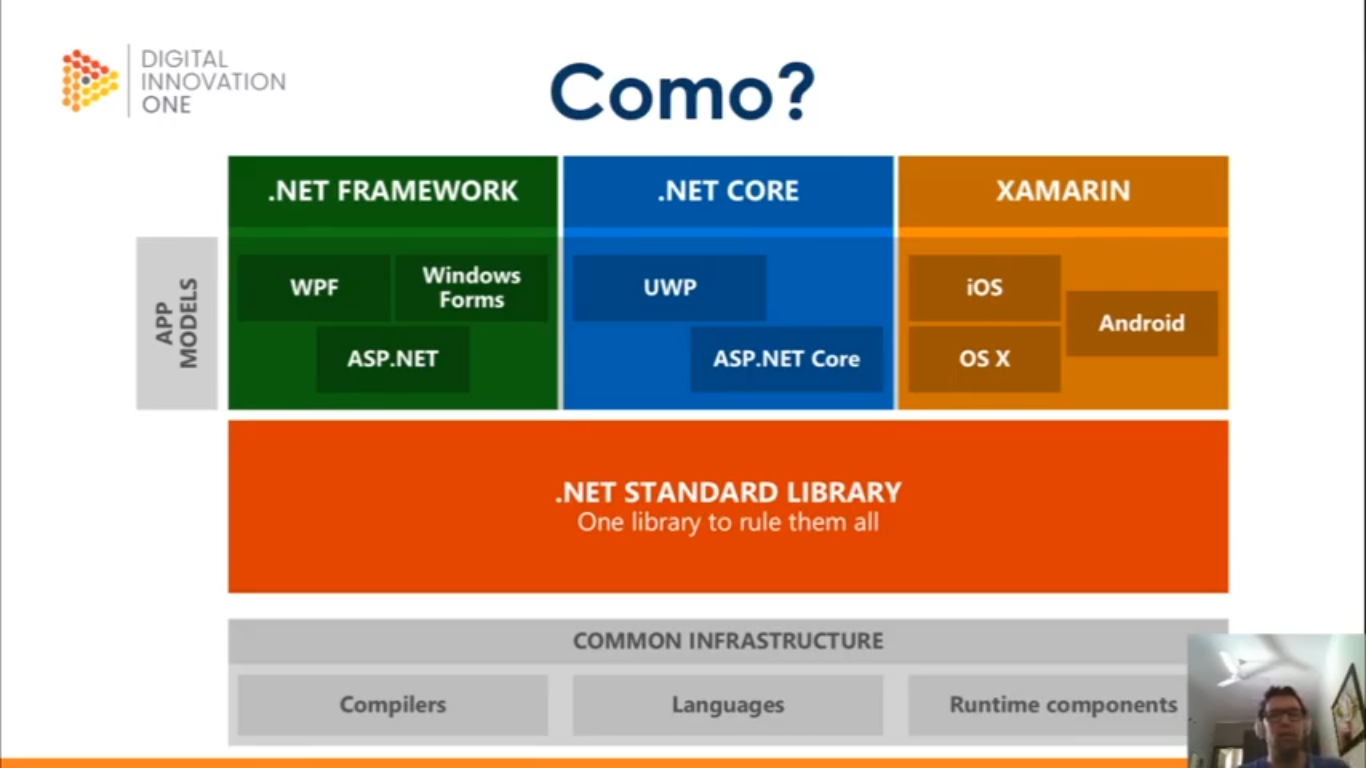 DIGITAL
INNOVATION
ONE
Como?
.NET FRAMEWORK
.NET CORE
XAMARIN
APP
MODELS
WPF
Windows
Forms
ASP.NET
UWP
ASP.NET Core
iOS
Android
OS X
.NET STANDARD LIBRARY
One library to rule them all
COMMON INFRASTRUCTURE
Compilers
Languages
Runtime components